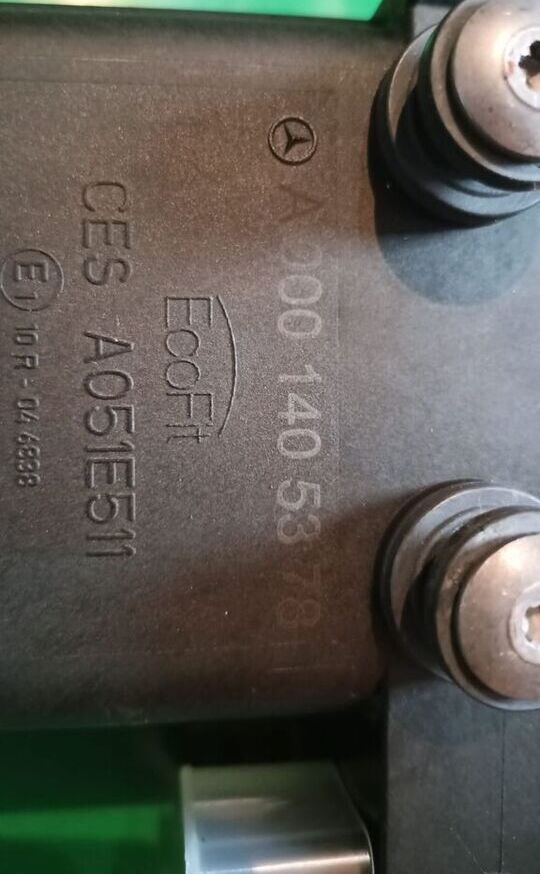 A 000 140 53 78
EcoFit
CES A051E511
E1 10 R - 04 6838